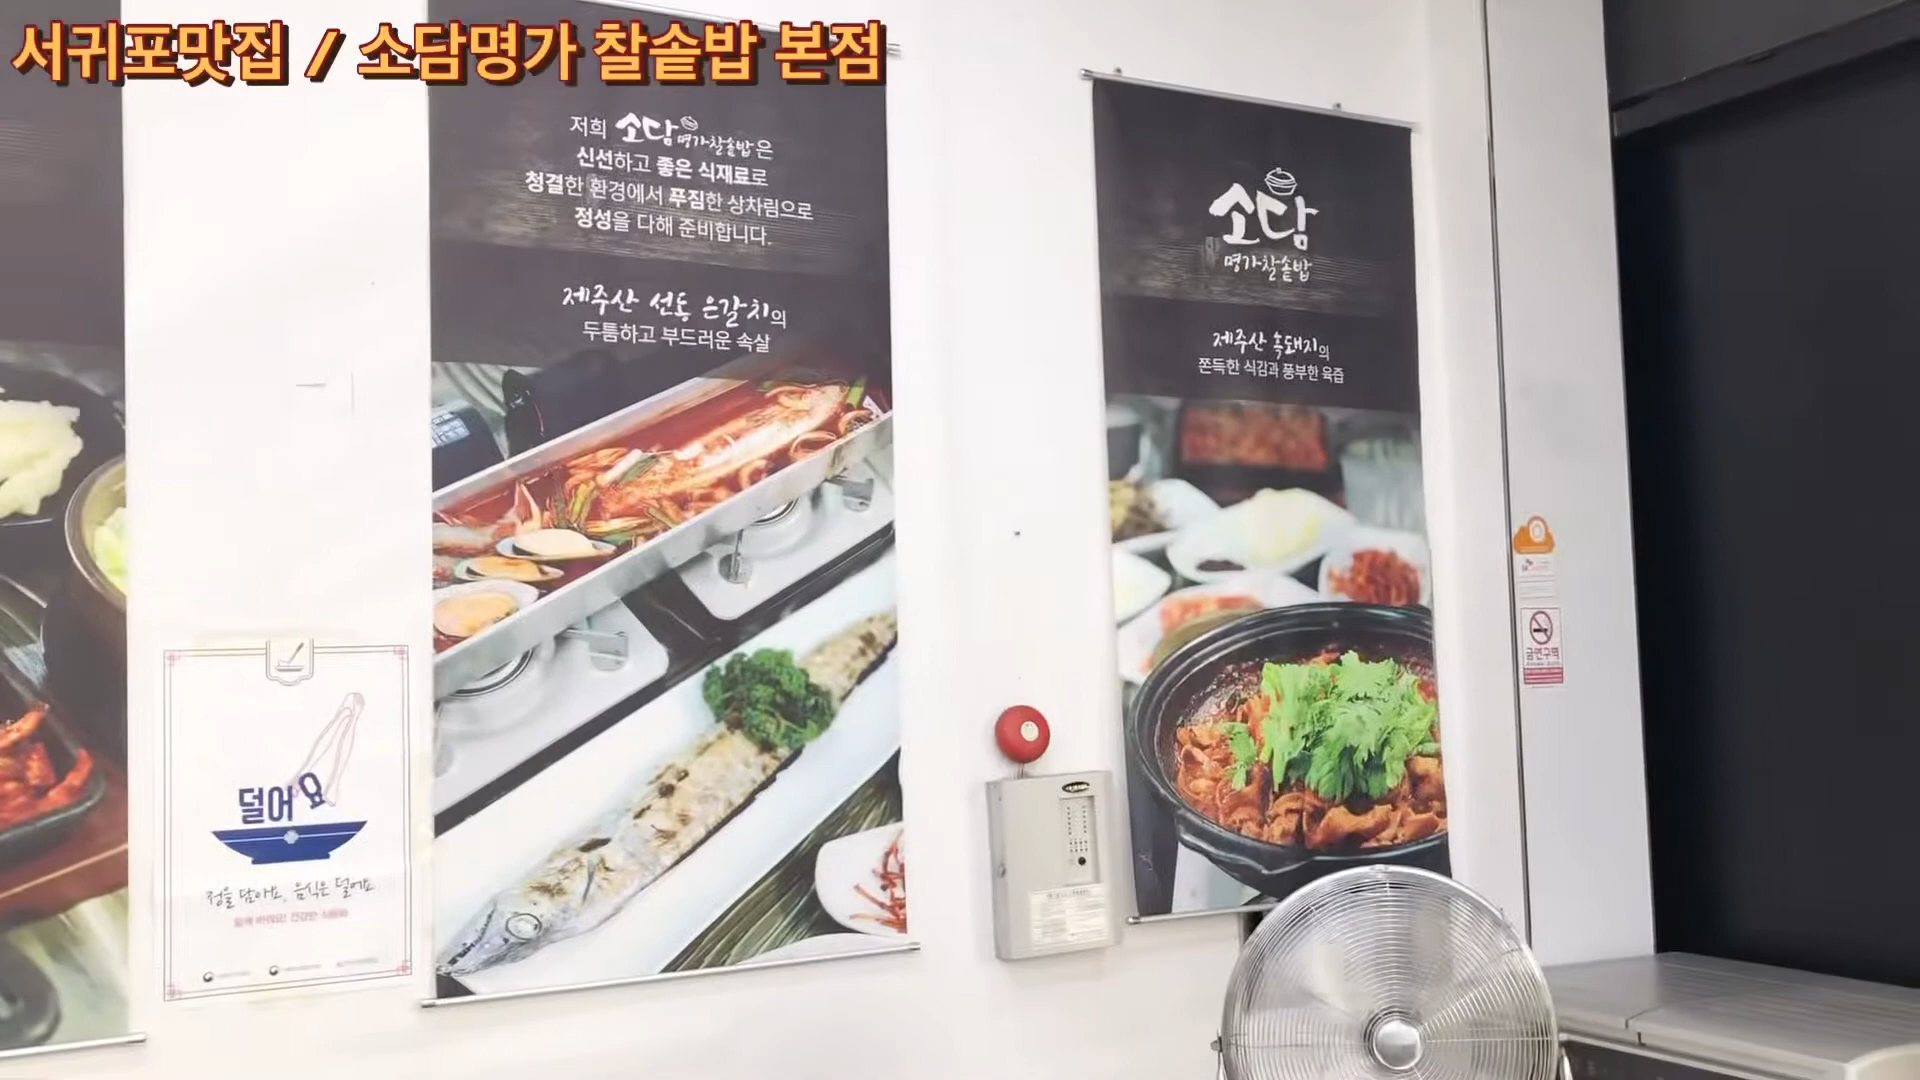 서귀포맛집 / 소담명가 찰솥밥 본점
저희 소담명가찰솥밥은
신선하고 좋은 식재료로
청결한 환경에서 푸짐한 상차림으로
정성을 다해 준비합니다.
제주산 선동 은갈치의
두툼하고 부드러운 속살
소담
명가찰솥밥
제주산 흑돼지의
쫀득한 식감과 풍부한 육즙
덜어요
정을 담아요, 음식은 덜어요
금연구역